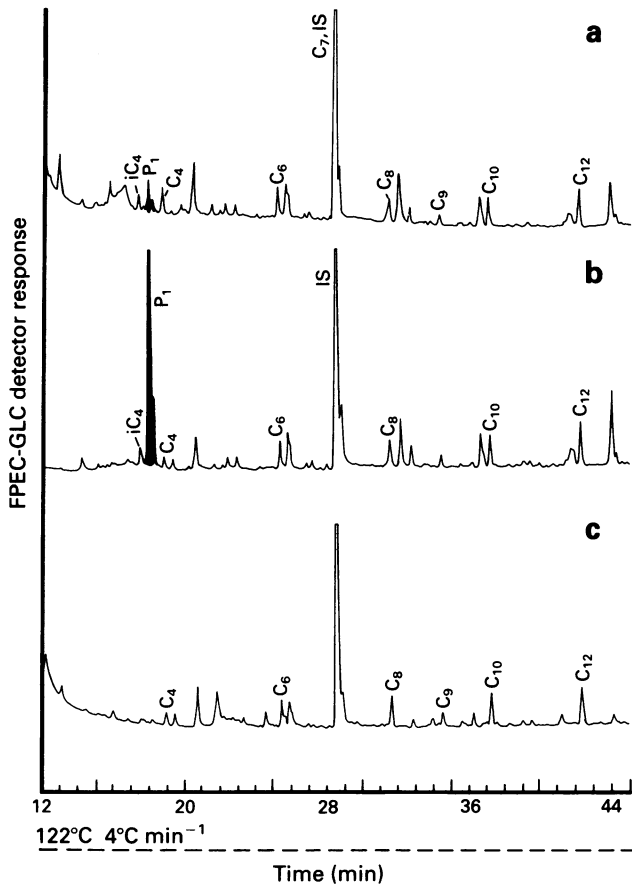 a
C₇, IS
iC₄
P₁
C₄
C₆
C₈
C₉
C₁₀
C₁₂
b
IS
P₁
iC₄
C₄
C₆
C₈
C₁₀
C₁₂
c
C₄
C₆
C₈
C₉
C₁₀
C₁₂
FPEC-GLC detector response
12 20 28 36 44
122°C 4°C min⁻¹
Time (min)